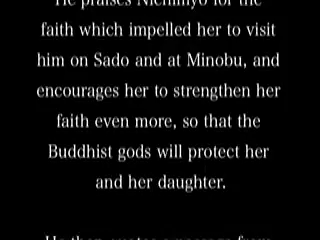 He praises Nichimyo for the
faith which impelled her to visit
him on Sado and at Minobu, and
encourages her to strengthen her
faith even more, so that the
Buddhist gods will protect her
and her daughter.
He then quotes a passage from